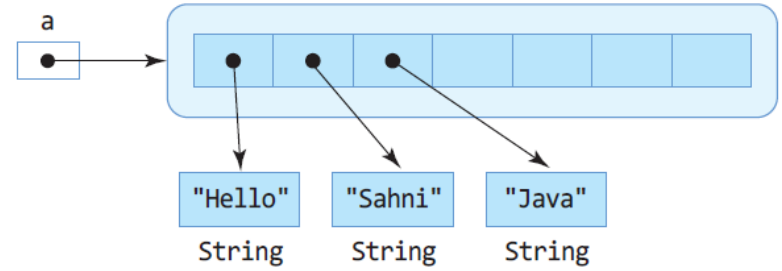 a
"Hello" "Sahni" "Java"
String String String